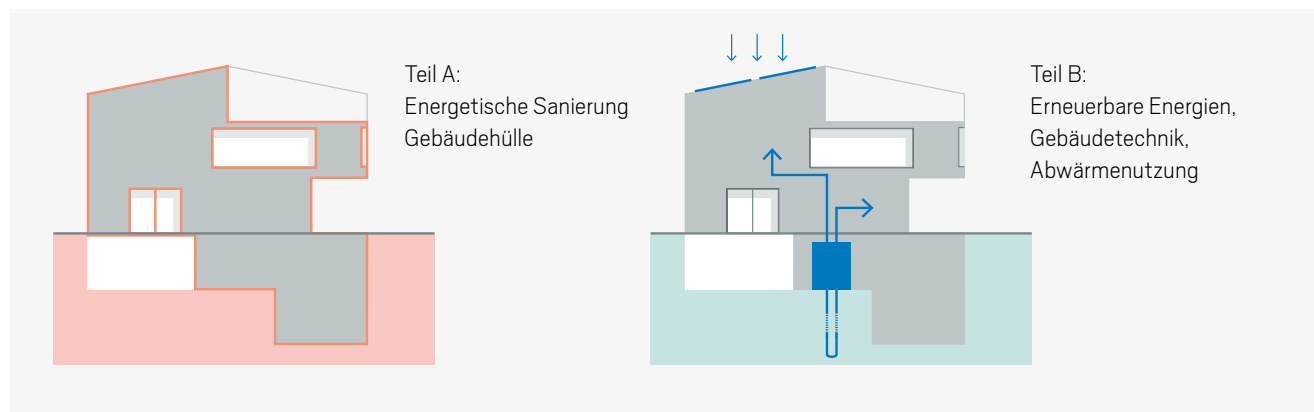 Teil A:
Energetische Sanierung
Gebäudehülle
Teil B:
Erneuerbare Energien,
Gebäudetechnik,
Abwärmenutzung